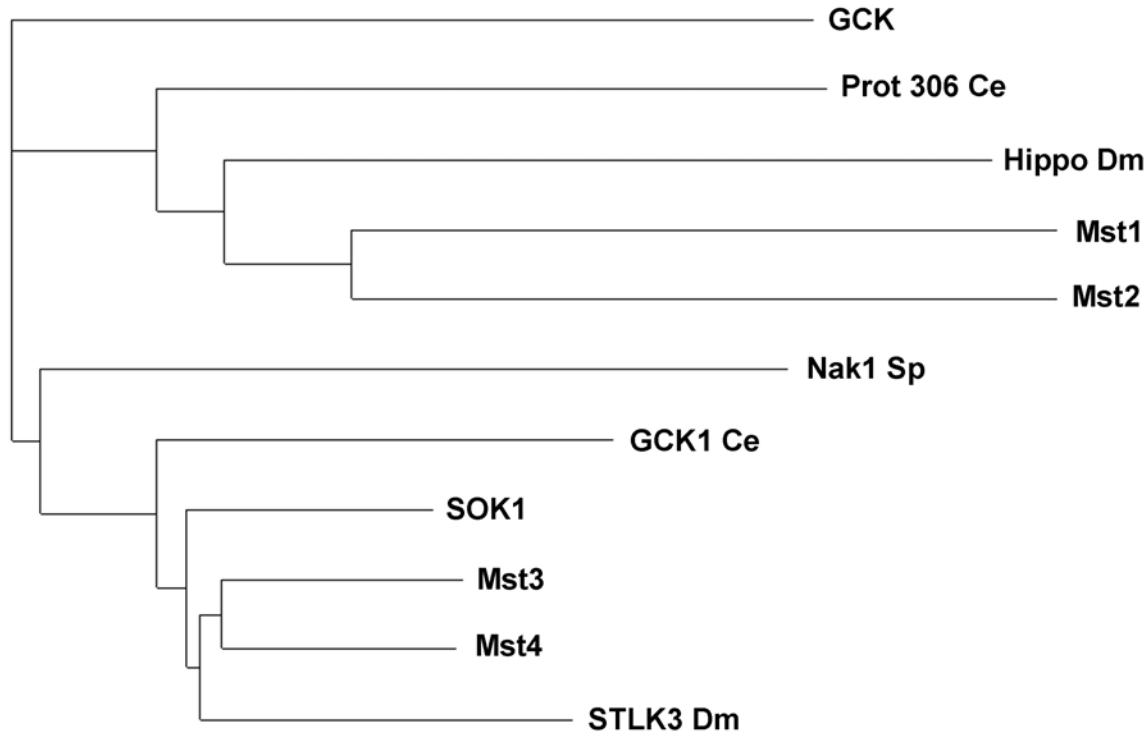 GCK
Prot 306 Ce
Hippo Dm
Mst1
Mst2
Nak1 Sp
GCK1 Ce
SOK1
Mst3
Mst4
STLK3 Dm